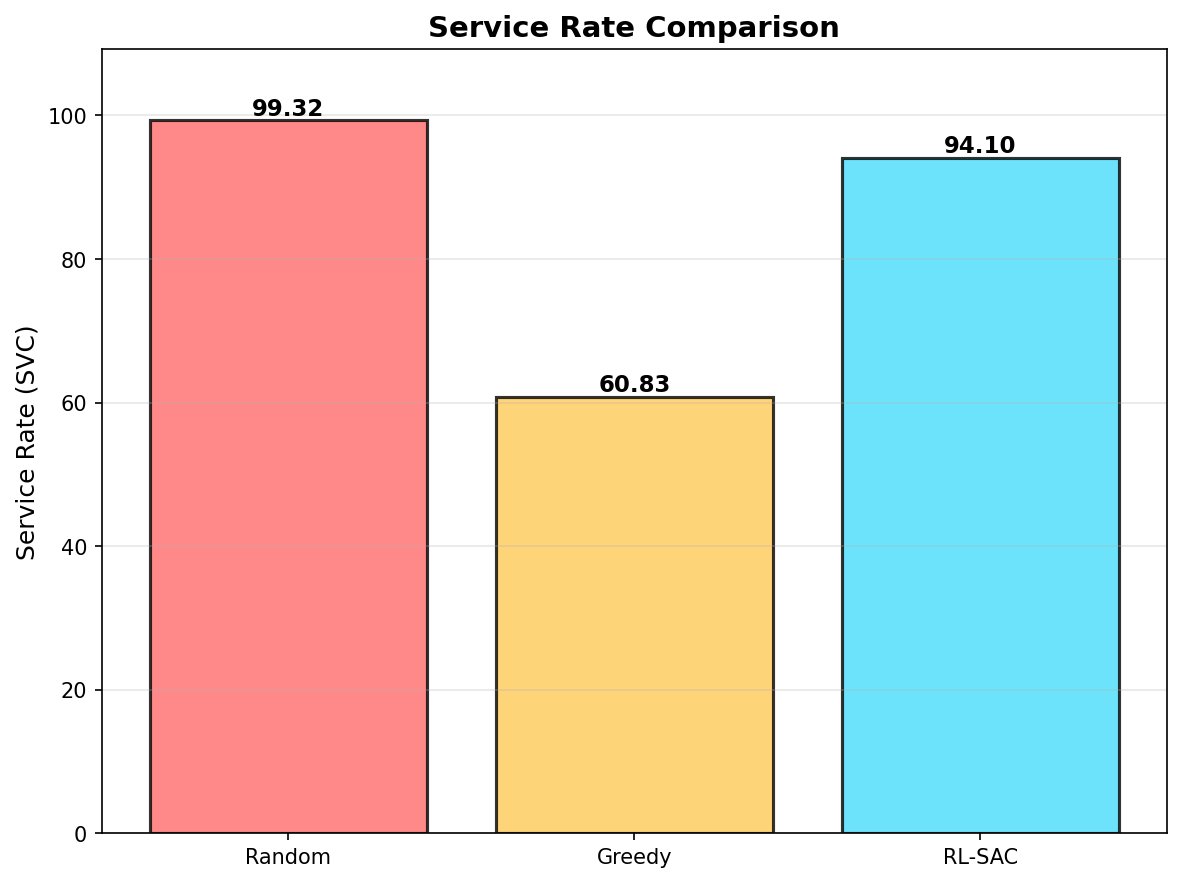 Service Rate Comparison
Service Rate (SVC)
100
80
60
40
20
0
99.32
60.83
94.10
Random
Greedy
RL-SAC